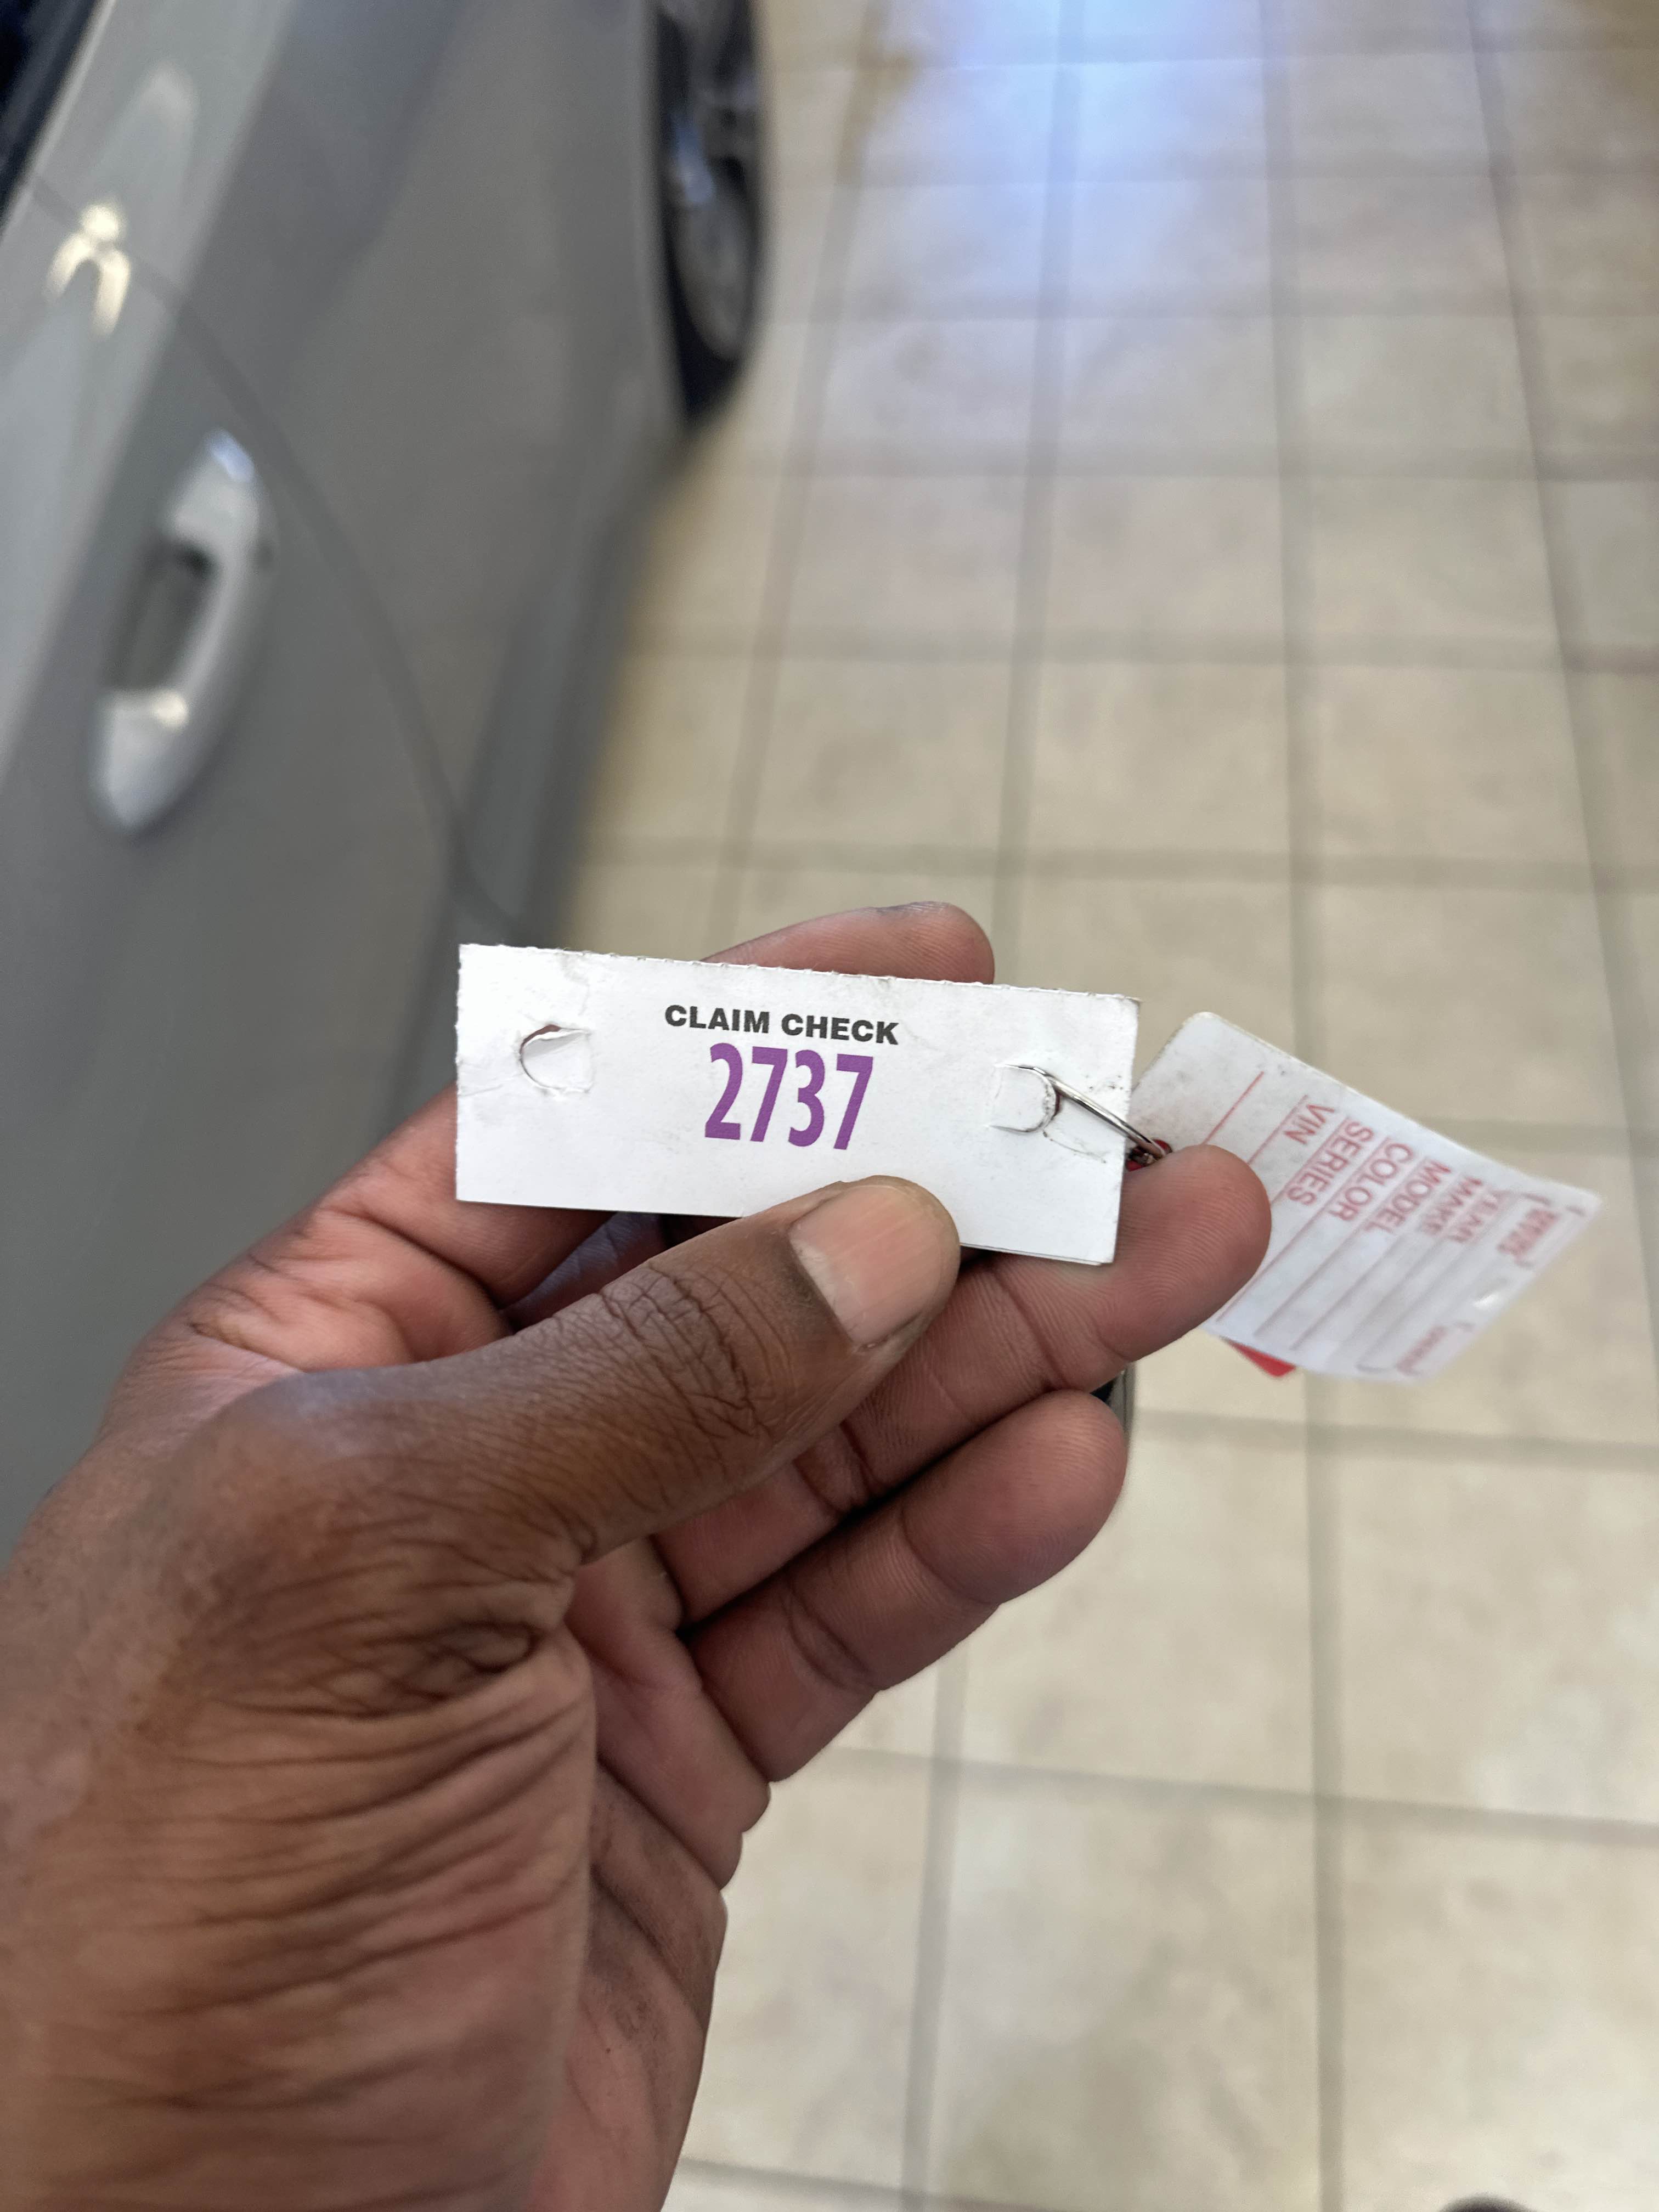 CLAIM CHECK
2737
YEAR
MAKE
MODEL
COLOR
SERIES
VIN